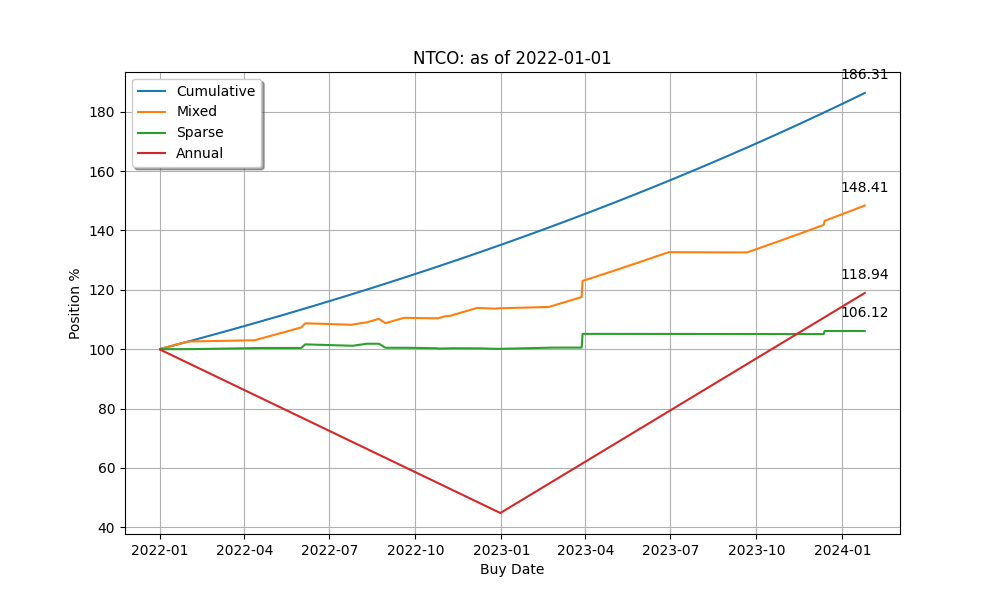 NTCO: as of 2022-01-01
Cumulative
Mixed
Sparse
Annual
186.31
148.41
118.94
106.12
180
160
140
120
100
80
60
40
Position %
2022-01 2022-04 2022-07 2022-10 2023-01 2023-04 2023-07 2023-10 2024-01
Buy Date